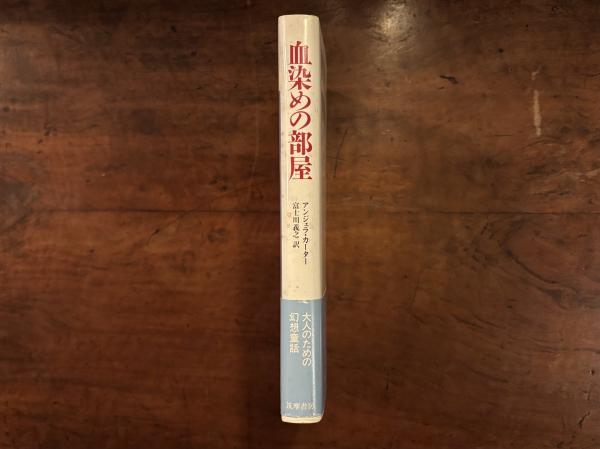 血染めの部屋
アンジェラ・カーター
富士川義之 訳
大人のための
幻想童話
筑摩書房